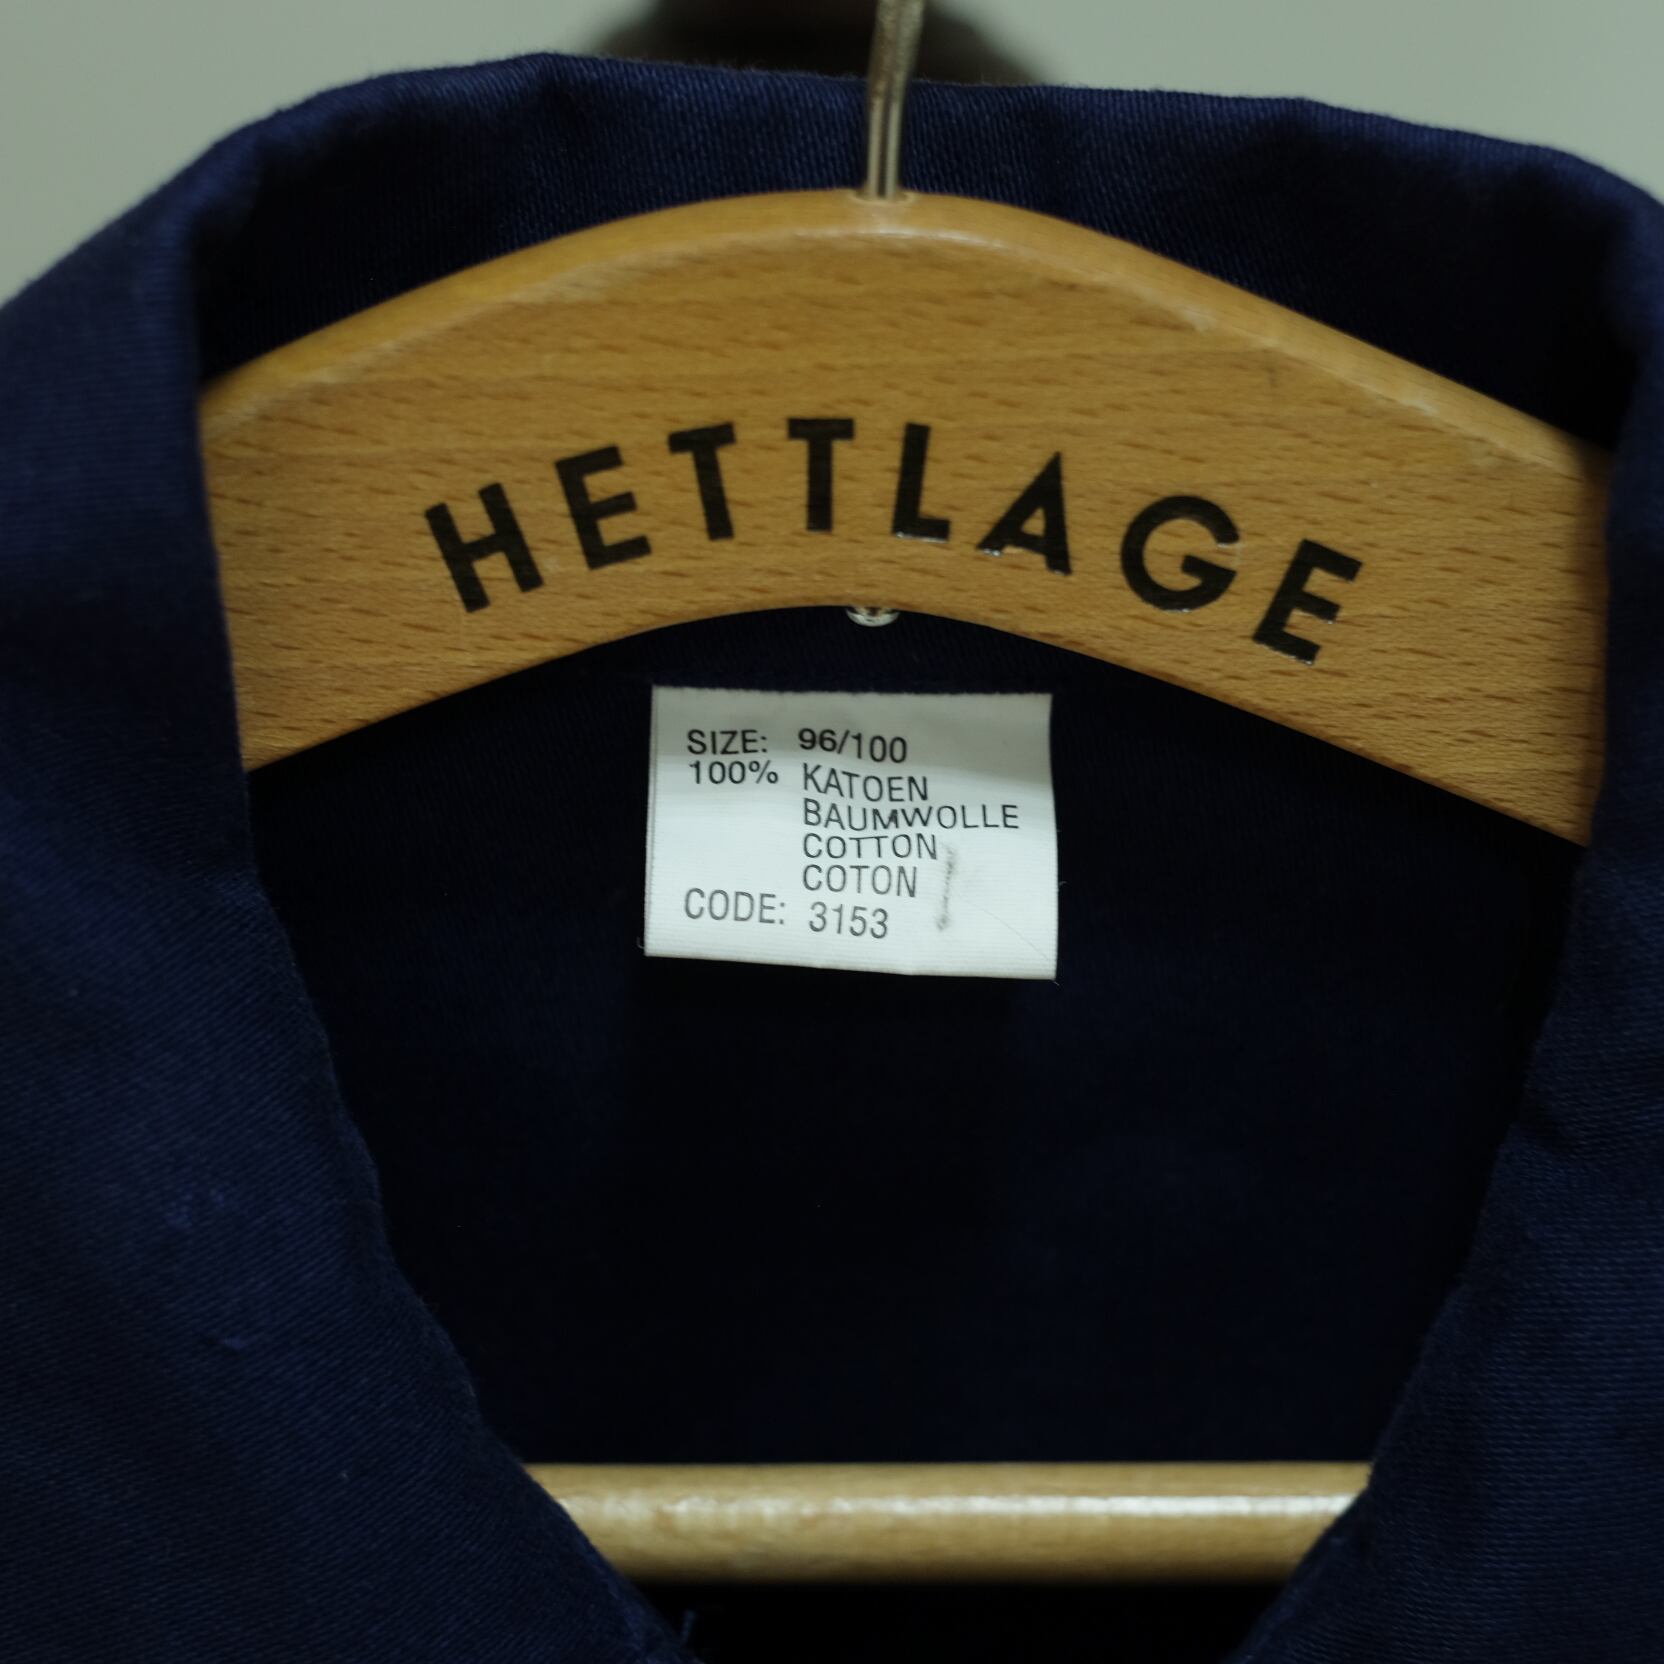 HETTLAGE
SIZE: 96/100
100% KATOEN
BAUMWOLLE
COTTON
COTON
CODE: 3153